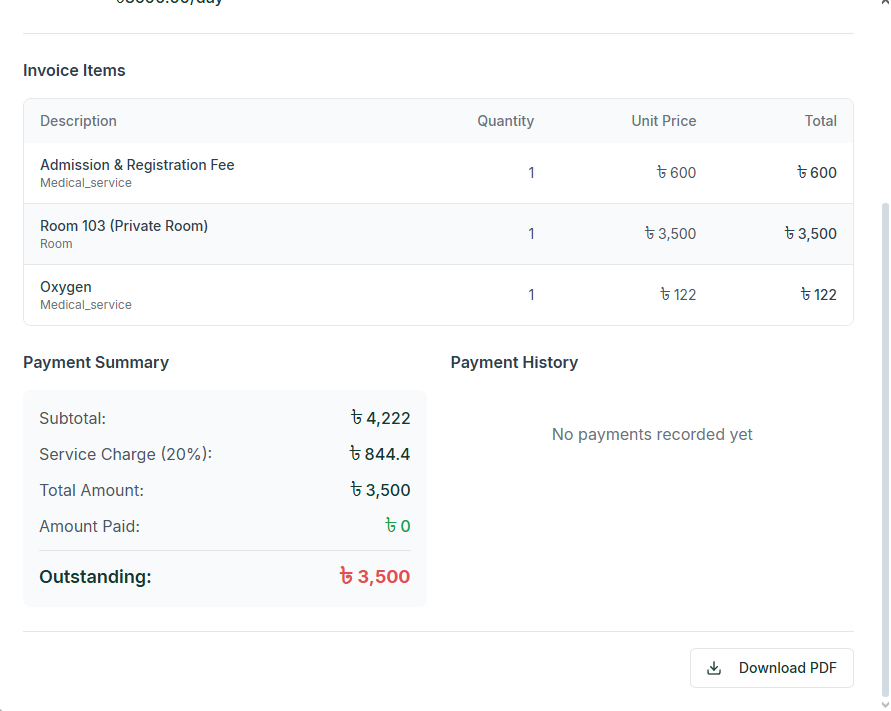 Invoice Items
Description Quantity Unit Price Total
Admission & Registration Fee
Medical_service
1 ৳ 600 ৳ 600
Room 103 (Private Room)
Room
1 ৳ 3,500 ৳ 3,500
Oxygen
Medical_service
1 ৳ 122 ৳ 122
Payment Summary
Subtotal: ৳ 4,222
Service Charge (20%): ৳ 844.4
Total Amount: ৳ 3,500
Amount Paid: ৳ 0
Outstanding: ৳ 3,500
Payment History
No payments recorded yet
Download PDF